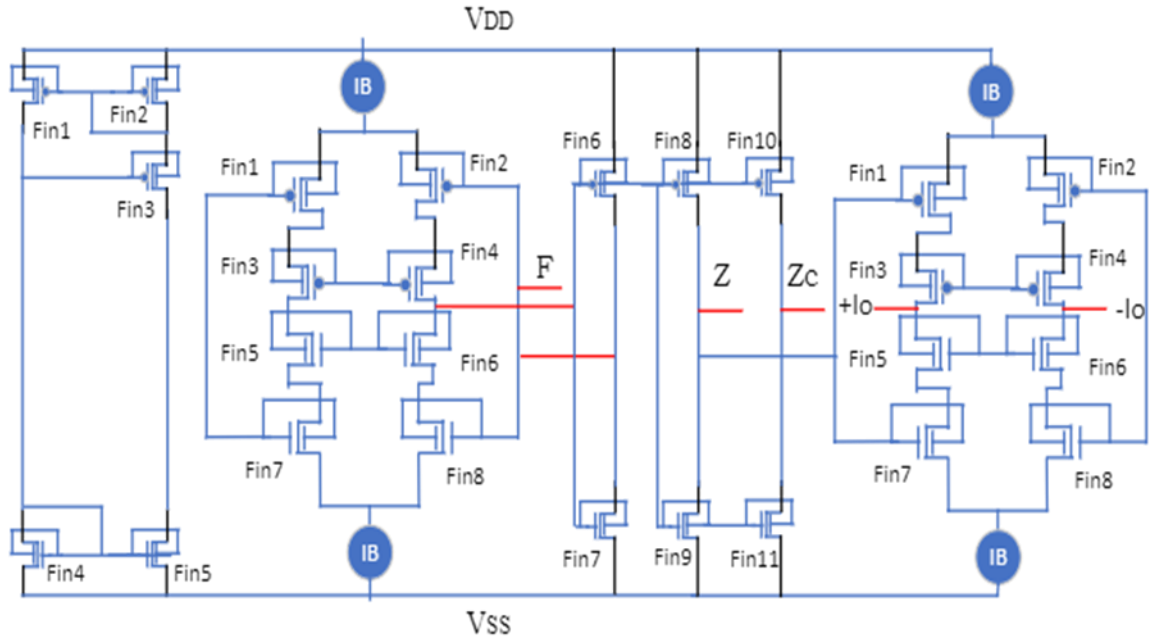 VDD
IB
IB
Fin1
Fin2
Fin3
Fin4
Fin5
Fin1
Fin2
Fin3
Fin4
Fin5
Fin6
Fin7
Fin8
IB
F
Fin6
Fin8
Fin10
Z
Zc
Fin7
Fin9
Fin11
Fin1
Fin2
Fin3
Fin4
+Io
-Io
Fin5
Fin6
Fin7
Fin8
IB
VSS